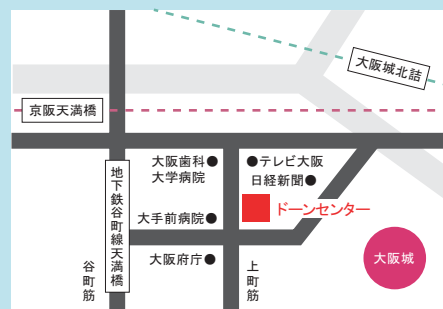 大阪城北詰
京阪天満橋
地下鉄谷町線天満橋
大阪歯科
大学病院
テレビ大阪
日経新聞
ドーンセンター
大手前病院
大阪府庁
谷町筋
上町筋
大阪城